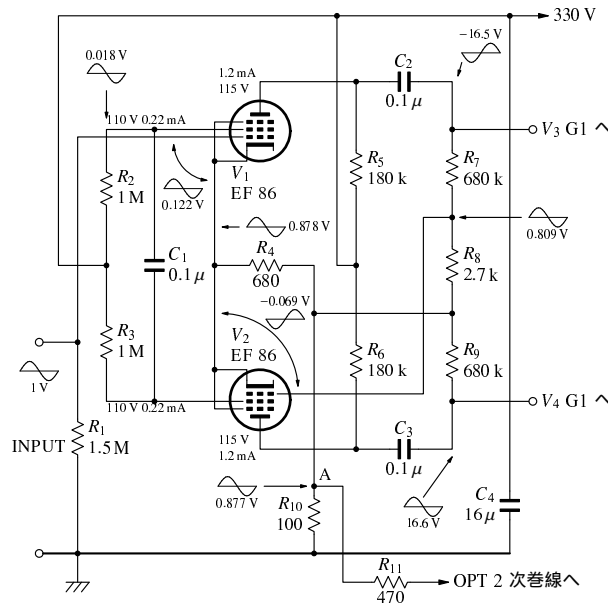 330 V
0.018 V
1.2 mA
115 V
C2
0.1 μ
−16.5 V
110 V 0.22 mA
V3 G1 へ
R2
1 M
V1
EF 86
0.122 V
R5
180 k
R7
680 k
0.878 V
0.809 V
C1
0.1 μ
R4
680
R8
2.7 k
−0.069 V
V2
EF 86
R3
1 M
R6
180 k
R9
680 k
1 V
110 V 0.22 mA
V4 G1 へ
INPUT
R1
1.5 M
115 V
1.2 mA
C3
0.1 μ
A
0.877 V
R10
100
16.6 V
C4
16 μ
R11
470
OPT 2 次巻線へ